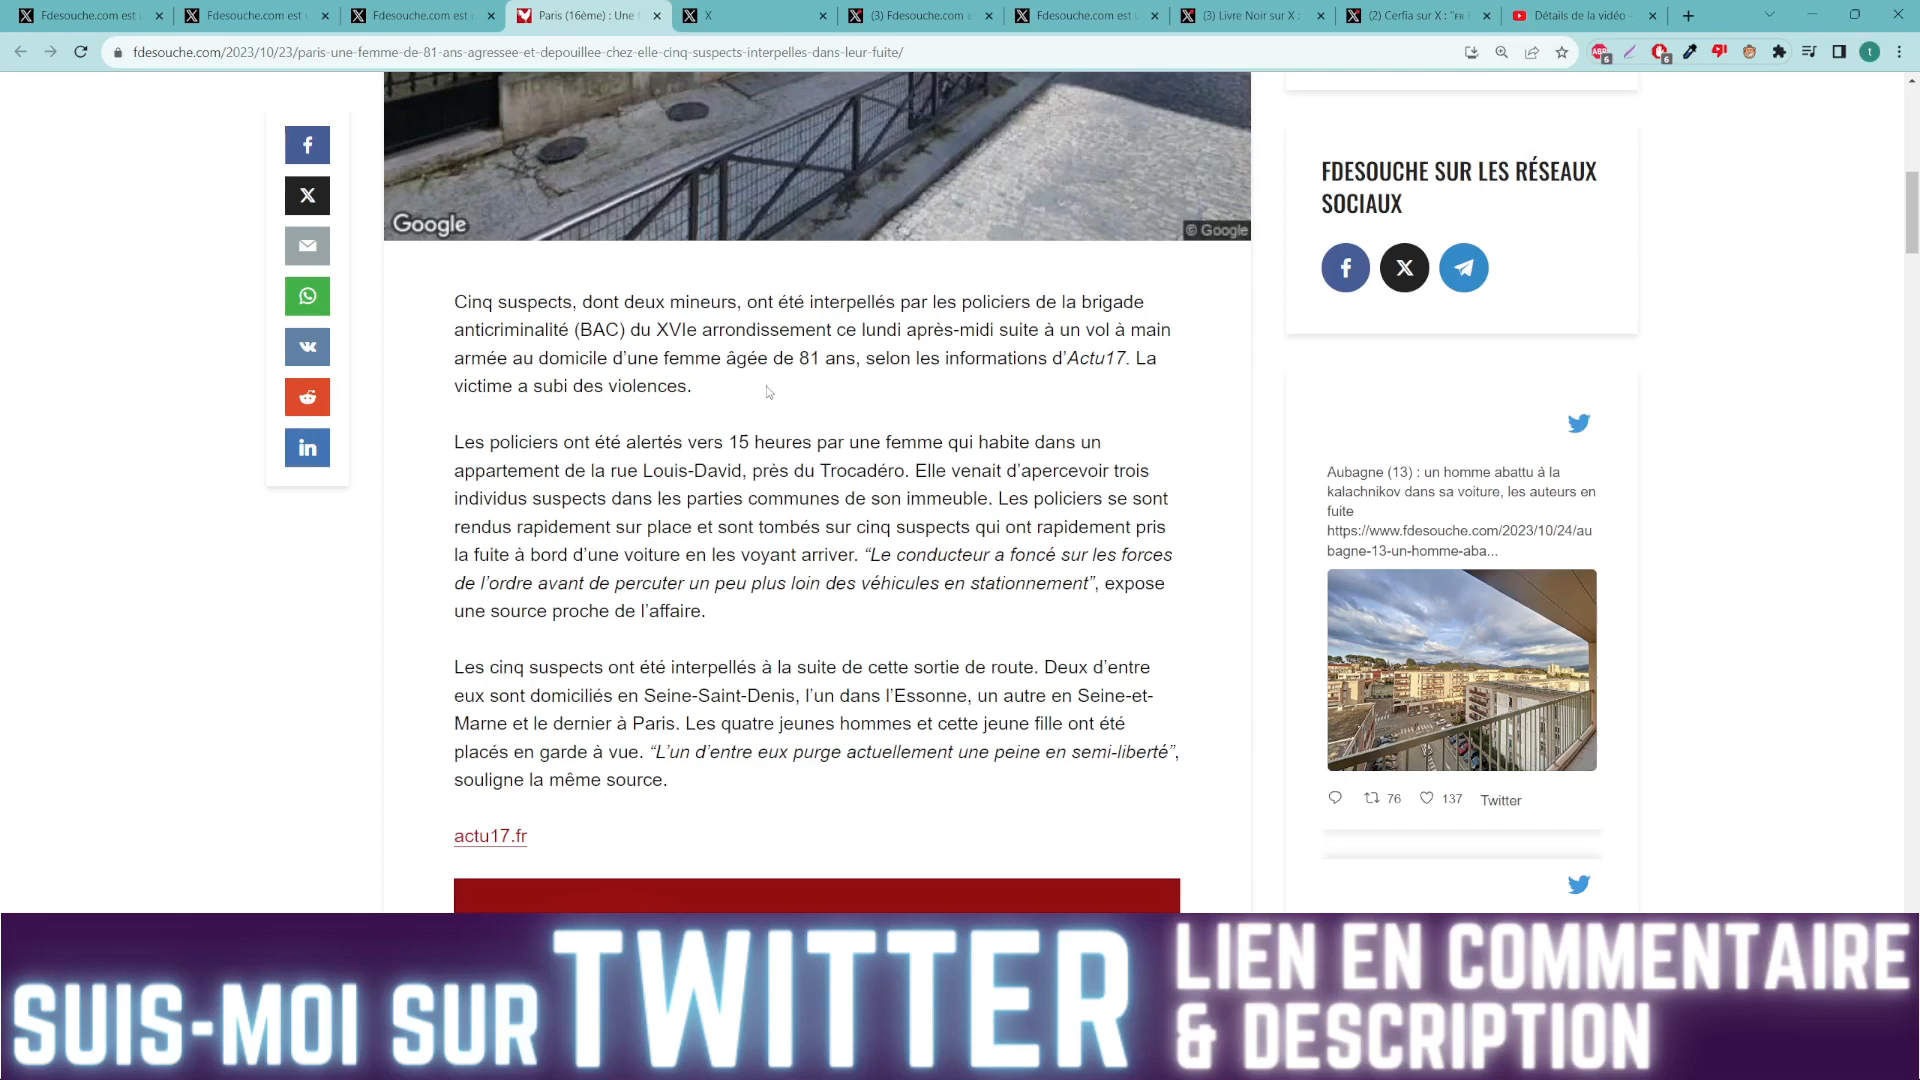 Fdesouche.com est u
Fdesouche.com est u
Fdesouche.com est u
Paris (16ème) : Une f
X
(3) Fdesouche.com e
Fdesouche.com est u
(3) Livre Noir sur X :
(2) Cerfia sur X : "FR
Détails de la vidéo -
fdesouche.com/2023/10/23/paris-une-femme-de-81-ans-agressee-et-depouillee-chez-elle-cinq-suspects-interpelles-dans-leur-fuite/
Google
© Google
Cinq suspects, dont deux mineurs, ont été interpellés par les policiers de la brigade
anticriminalité (BAC) du XVIe arrondissement ce lundi après-midi suite à un vol à main
armée au domicile d’une femme âgée de 81 ans, selon les informations d’Actu17. La
victime a subi des violences.
Les policiers ont été alertés vers 15 heures par une femme qui habite dans un
appartement de la rue Louis-David, près du Trocadéro. Elle venait d’apercevoir trois
individus suspects dans les parties communes de son immeuble. Les policiers se sont
rendus rapidement sur place et sont tombés sur cinq suspects qui ont rapidement pris
la fuite à bord d’une voiture en les voyant arriver. “Le conducteur a foncé sur les forces
de l’ordre avant de percuter un peu plus loin des véhicules en stationnement”, expose
une source proche de l’affaire.
Les cinq suspects ont été interpellés à la suite de cette sortie de route. Deux d’entre
eux sont domiciliés en Seine-Saint-Denis, l’un dans l’Essonne, un autre en Seine-et-
Marne et le dernier à Paris. Les quatre jeunes hommes et cette jeune fille ont été
placés en garde à vue. “L’un d’entre eux purge actuellement une peine en semi-liberté”,
souligne la même source.
actu17.fr
FDESOUCHE SUR LES RÉSEAUX
SOCIAUX
Aubagne (13) : un homme abattu à la
kalachnikov dans sa voiture, les auteurs en
fuite
https://www.fdesouche.com/2023/10/24/au
bagne-13-un-homme-aba...
76 137 Twitter
SUIS-MOI SUR TWITTER
LIEN EN COMMENTAIRE
& DESCRIPTION